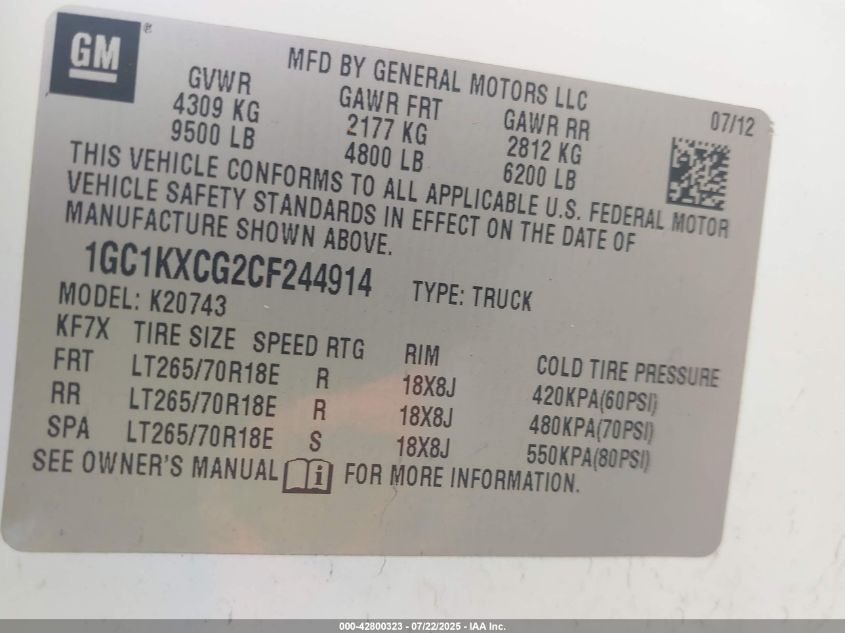 GM®
MFD BY GENERAL MOTORS LLC
07/12
GVWR GAWR FRT GAWR RR
4309 KG 2177 KG 2812 KG
9500 LB 4800 LB 6200 LB
THIS VEHICLE CONFORMS TO ALL APPLICABLE U.S. FEDERAL MOTOR
VEHICLE SAFETY STANDARDS IN EFFECT ON THE DATE OF
MANUFACTURE SHOWN ABOVE.
1GC1KXCG2CF244914 TYPE: TRUCK
MODEL: K20743
KF7X TIRE SIZE SPEED RTG RIM COLD TIRE PRESSURE
FRT LT265/70R18E R 18X8J 420KPA(60PSI)
RR LT265/70R18E R 18X8J 480KPA(70PSI)
SPA LT265/70R18E S 18X8J 550KPA(80PSI)
SEE OWNER'S MANUAL i FOR MORE INFORMATION.
000-42800323 - 07/22/2025 - IAA Inc.